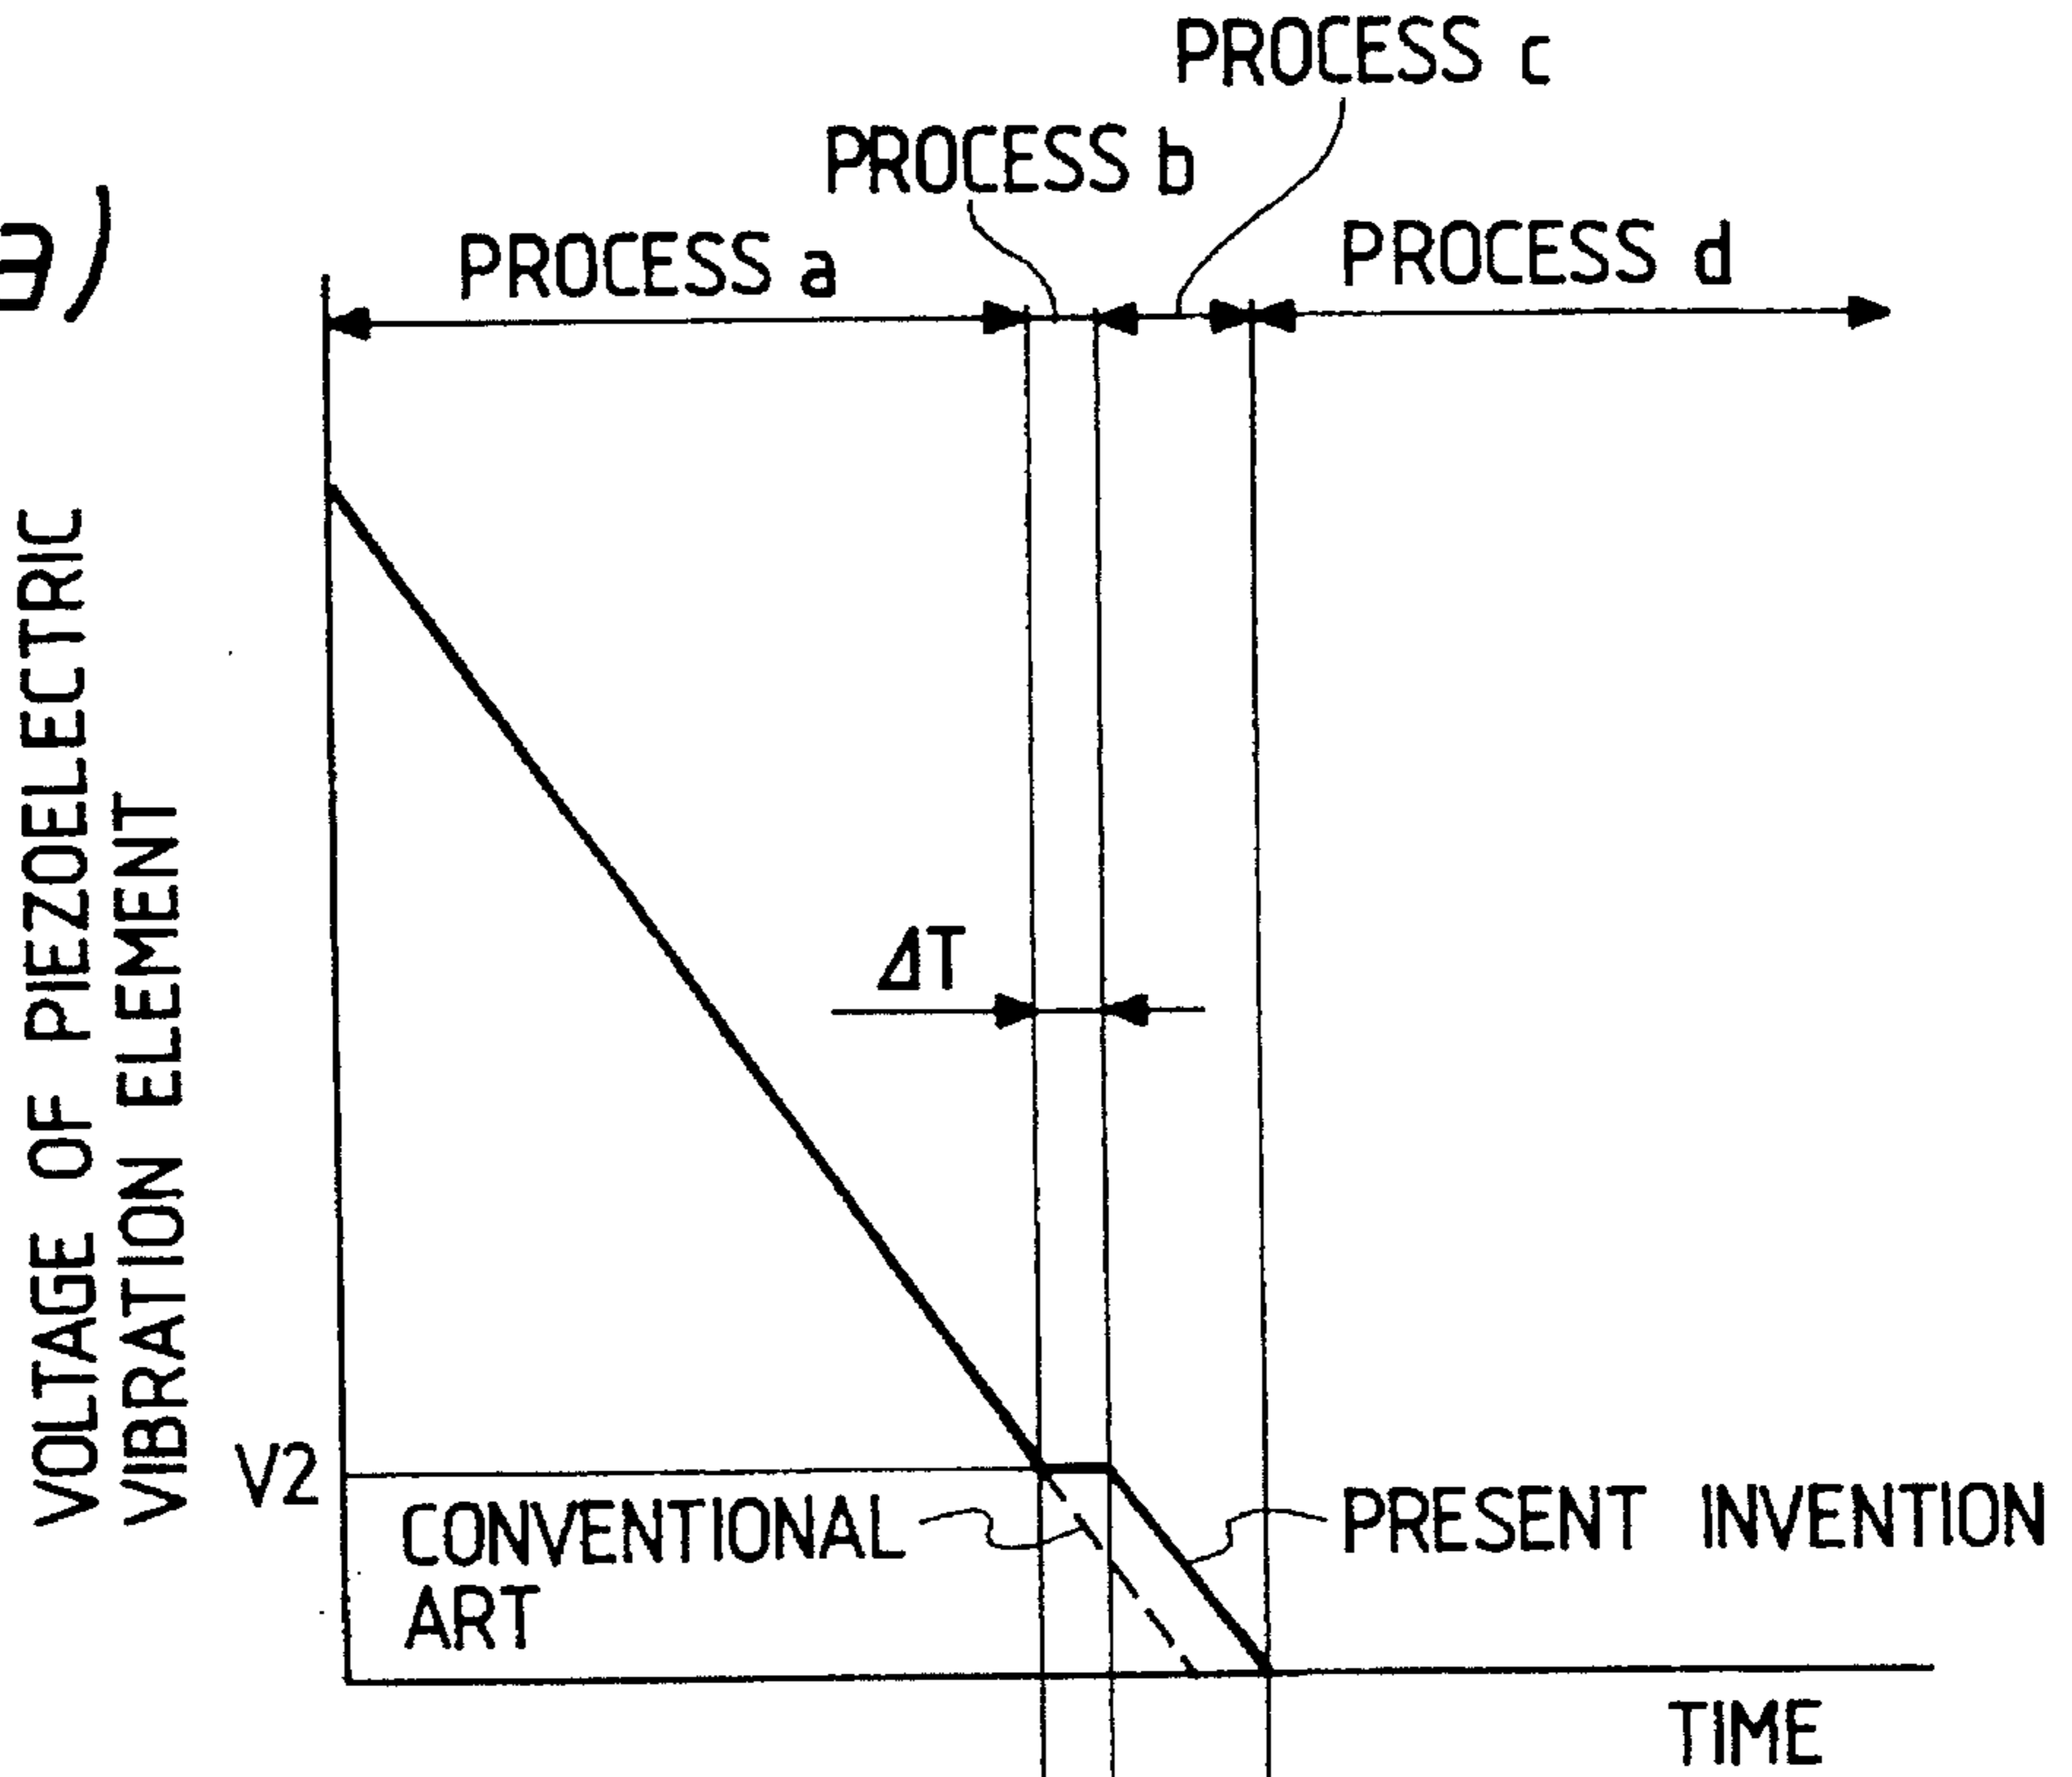 PROCESS c
PROCESS b
a)
PROCESS a
PROCESS d
VOLTAGE OF PIEZOELECTRIC
VIBRATION ELEMENT
ΔT
V2
CONVENTIONAL
ART
PRESENT INVENTION
TIME